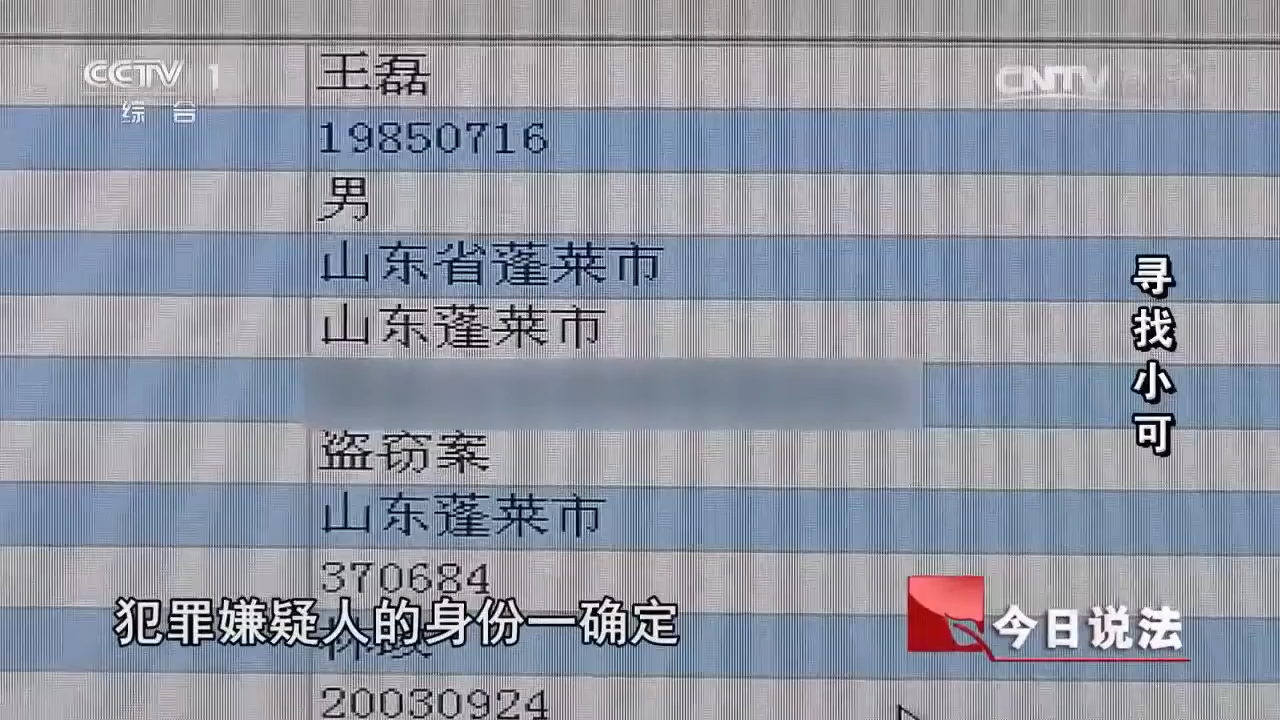 王磊
CCTV 1
综合
CNT
19850716
男
山东省蓬莱市
山东蓬莱市
寻找小可
盗窃案
山东蓬莱市
370684
犯罪嫌疑人的身份一确定
今日说法
20030924